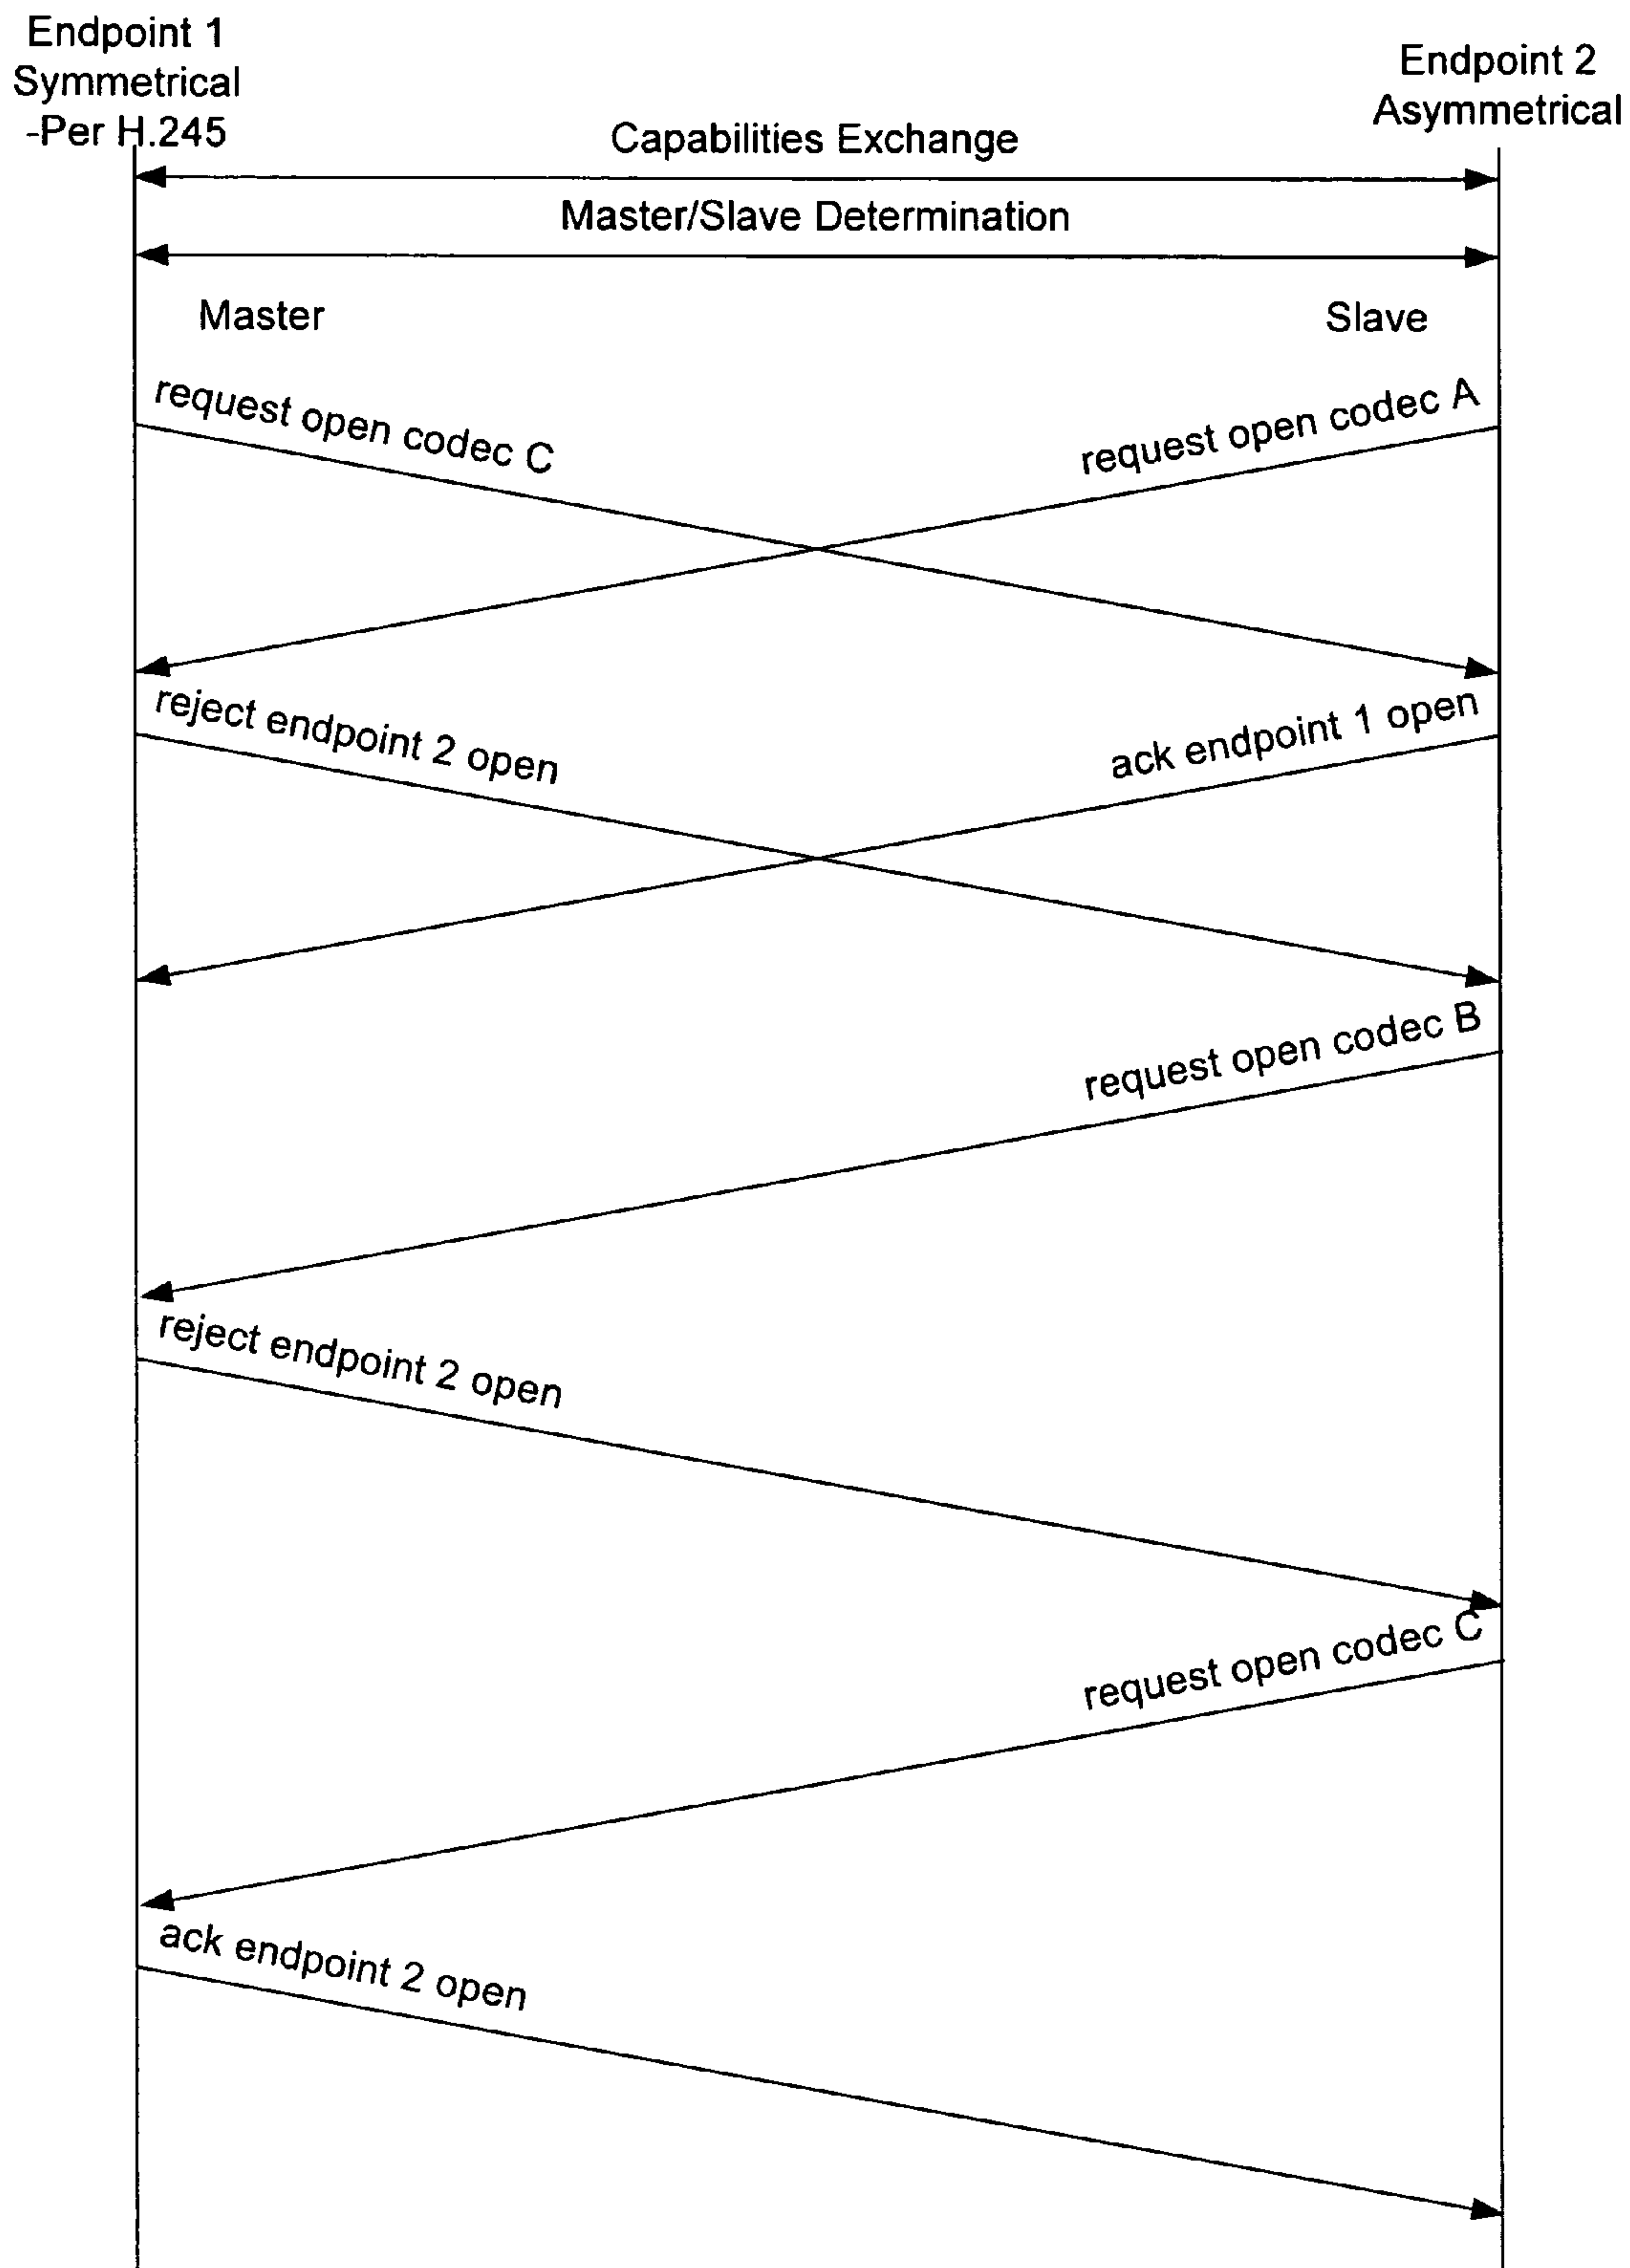 Endpoint 1
Symmetrical
-Per H.245
Endpoint 2
Asymmetrical
Capabilities Exchange
Master/Slave Determination
Master
Slave
request open codec C
request open codec A
reject endpoint 2 open
ack endpoint 1 open
request open codec B
reject endpoint 2 open
request open codec C
ack endpoint 2 open